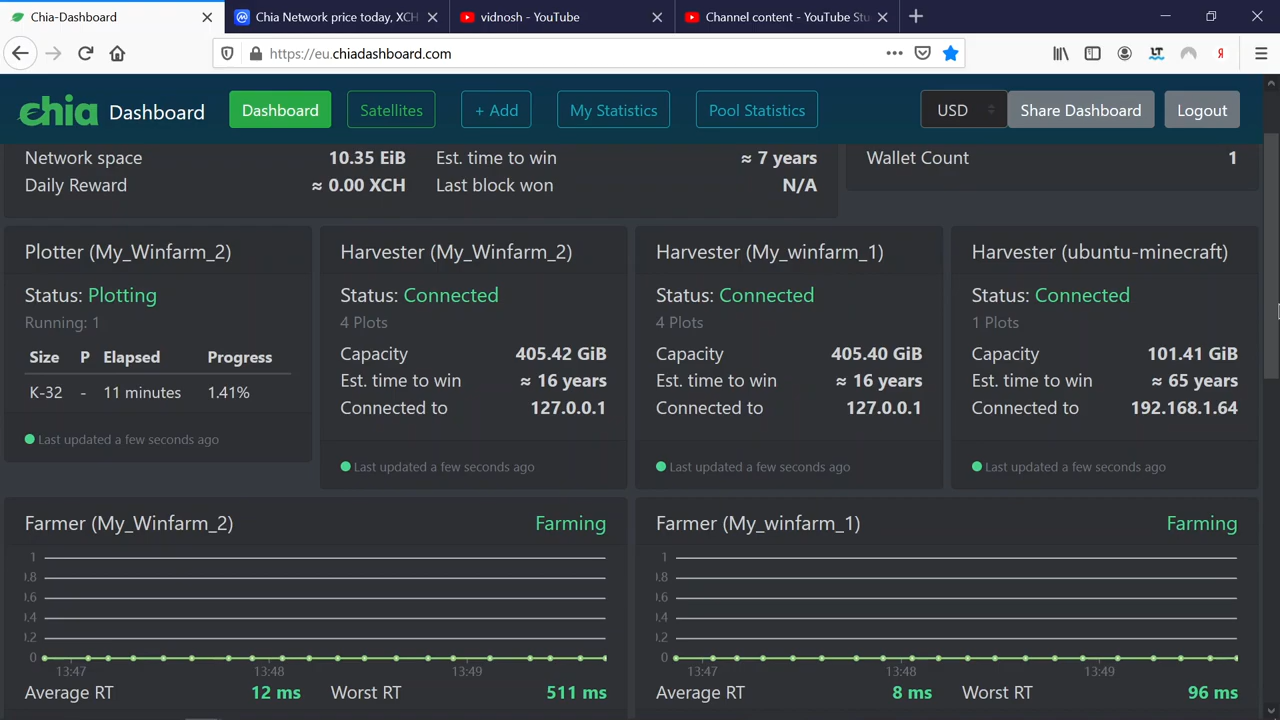 Chia-Dashboard
Chia Network price today, XCH
vidnosh - YouTube
Channel content - YouTube Stu
https://eu.chiadashboard.com
chia Dashboard
Dashboard
Satellites
+ Add
My Statistics
Pool Statistics
USD
Share Dashboard
Logout
Network space 10.35 EiB
Est. time to win ≈ 7 years
Wallet Count 1
Daily Reward ≈ 0.00 XCH
Last block won N/A
Plotter (My_Winfarm_2)
Status: Plotting
Running: 1
Size P Elapsed Progress
K-32 - 11 minutes 1.41%
Last updated a few seconds ago
Harvester (My_Winfarm_2)
Status: Connected
4 Plots
Capacity 405.42 GiB
Est. time to win ≈ 16 years
Connected to 127.0.0.1
Last updated a few seconds ago
Harvester (My_winfarm_1)
Status: Connected
4 Plots
Capacity 405.40 GiB
Est. time to win ≈ 16 years
Connected to 127.0.0.1
Last updated a few seconds ago
Harvester (ubuntu-minecraft)
Status: Connected
1 Plots
Capacity 101.41 GiB
Est. time to win ≈ 65 years
Connected to 192.168.1.64
Last updated a few seconds ago
Farmer (My_Winfarm_2) Farming
1
0.8
0.6
0.4
0.2
0
13:47 13:48 13:49
Average RT 12 ms Worst RT 511 ms
Farmer (My_winfarm_1) Farming
1
0.8
0.6
0.4
0.2
0
13:47 13:48 13:49
Average RT 8 ms Worst RT 96 ms